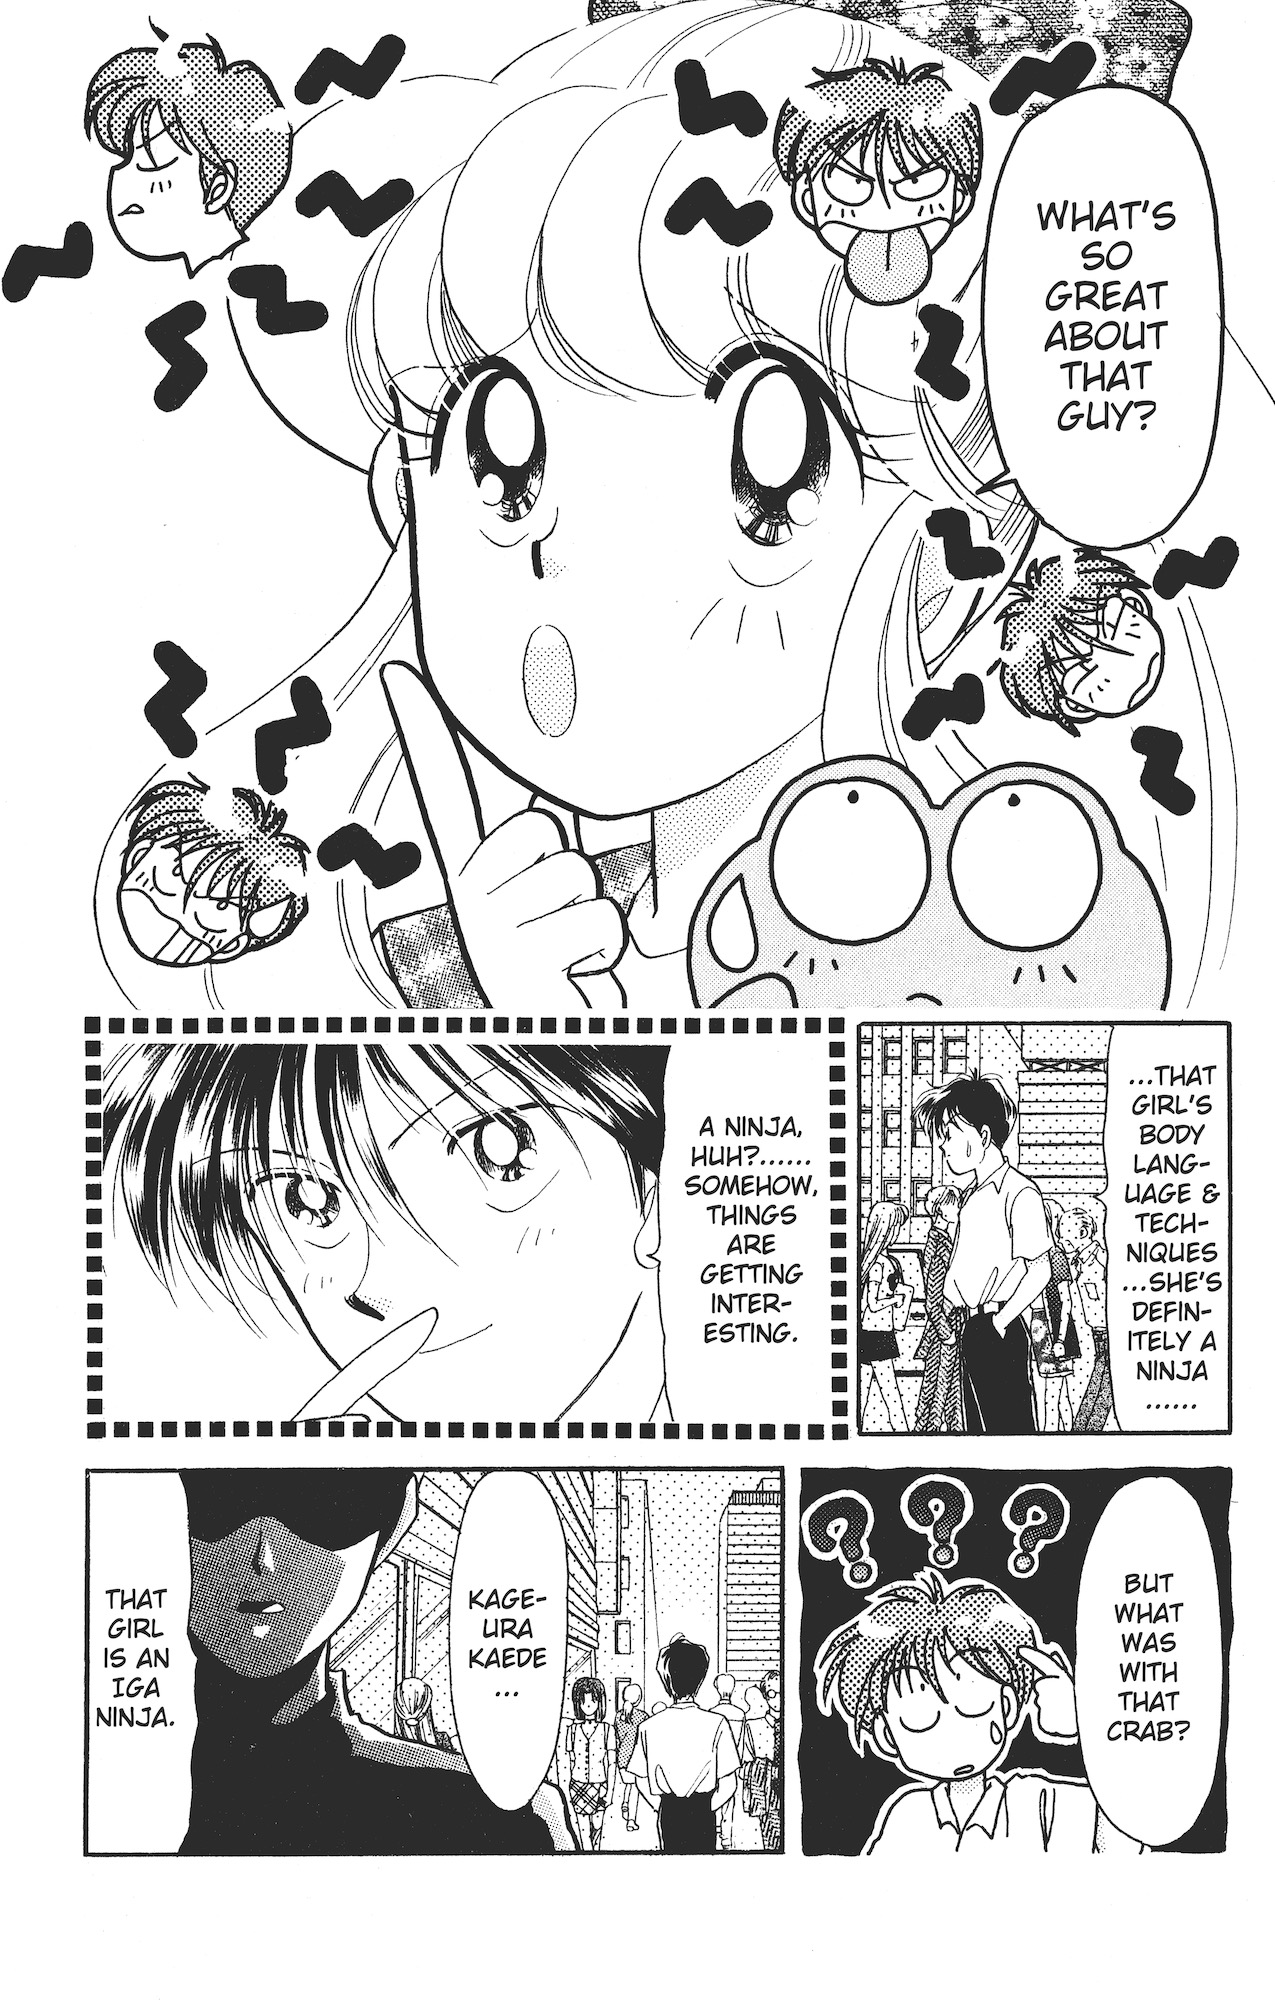 WHAT'S
SO
GREAT
ABOUT
THAT
GUY?
...THAT
GIRL'S
BODY
LANG-
UAGE &
TECH-
NIQUES
...SHE'S
DEFIN-
ITELY A
NINJA
......
A NINJA,
HUH?......
SOMEHOW,
THINGS
ARE
GETTING
INTER-
ESTING.
? ? ?
BUT
WHAT
WAS
WITH
THAT
CRAB?
KAGE-
URA
KAEDE
...
THAT
GIRL
IS AN
IGA
NINJA.